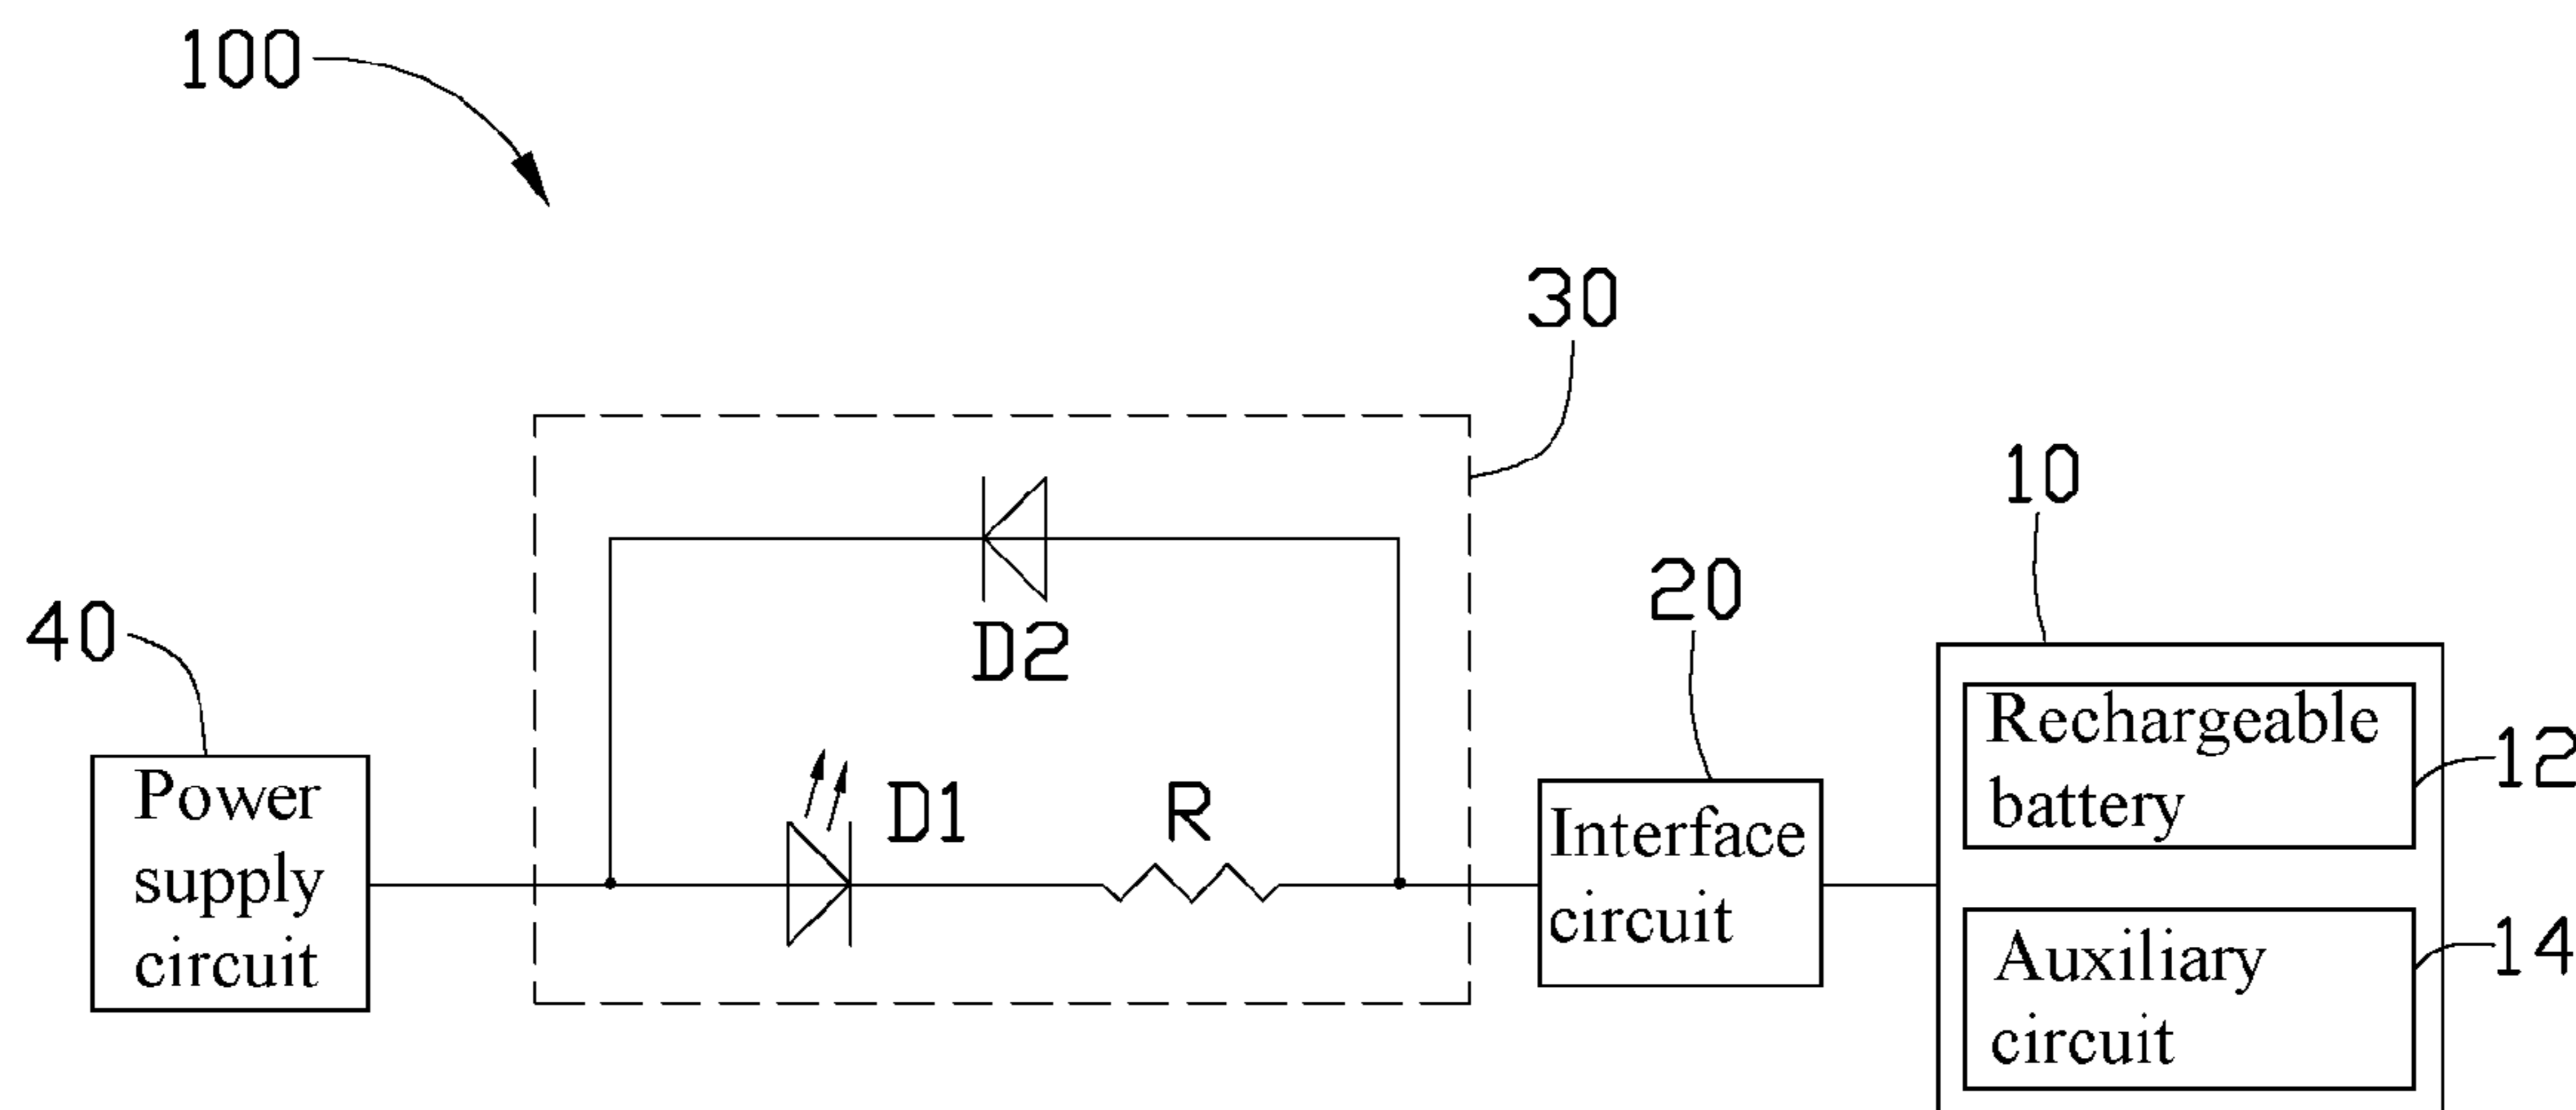 100
30
10
20
40
D2
Rechargeable
battery
12
Power
supply
circuit
D1
R
Interface
circuit
Auxiliary
circuit
14